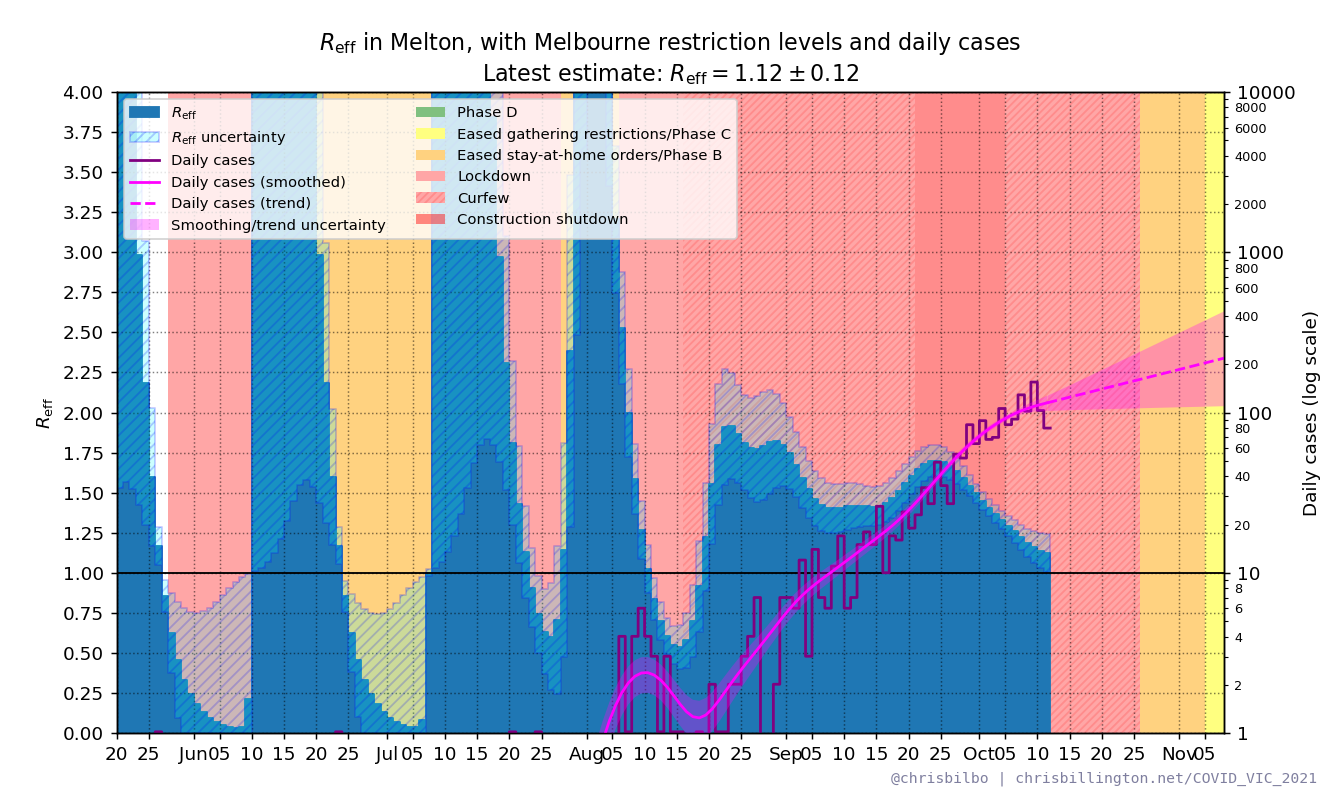 Reff in Melton, with Melbourne restriction levels and daily cases
Latest estimate: Reff = 1.12 ± 0.12
Reff
Reff uncertainty
Daily cases
Daily cases (smoothed)
Daily cases (trend)
Smoothing/trend uncertainty
Phase D
Eased gathering restrictions/Phase C
Eased stay-at-home orders/Phase B
Lockdown
Curfew
Construction shutdown
Reff
4.00
3.75
3.50
3.25
3.00
2.75
2.50
2.25
2.00
1.75
1.50
1.25
1.00
0.75
0.50
0.25
0.00
10000
8000
6000
4000
2000
1000
800
600
400
200
100
80
60
40
20
10
8
6
4
2
1
Daily cases (log scale)
20 25 Jun 05 10 15 20 25 Jul 05 10 15 20 25 Aug 05 10 15 20 25 Sep 05 10 15 20 25 Oct 05 10 15 20 25 Nov 05
@chrisbilbo | chrisbillington.net/COVID_VIC_2021